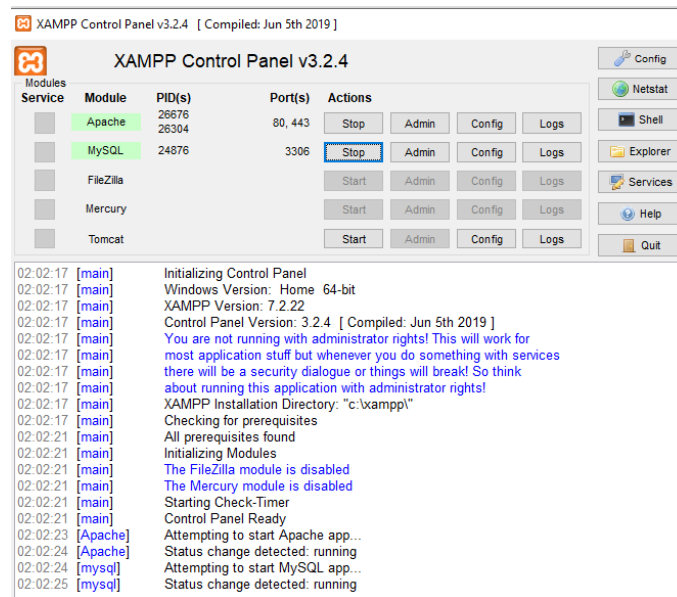 XAMPP Control Panel v3.2.4 [ Compiled: Jun 5th 2019 ]
XAMPP Control Panel v3.2.4
Config
Modules
Service Module PID(s) Port(s) Actions
Netstat
Apache 26676 26304 80, 443 Stop Admin Config Logs
Shell
MySQL 24876 3306 Stop Admin Config Logs
Explorer
FileZilla Start Admin Config Logs
Services
Mercury Start Admin Config Logs
Help
Tomcat Start Admin Config Logs
Quit
02:02:17 [main] Initializing Control Panel
02:02:17 [main] Windows Version: Home 64-bit
02:02:17 [main] XAMPP Version: 7.2.22
02:02:17 [main] Control Panel Version: 3.2.4 [ Compiled: Jun 5th 2019 ]
02:02:17 [main] You are not running with administrator rights! This will work for
02:02:17 [main] most application stuff but whenever you do something with services
02:02:17 [main] there will be a security dialogue or things will break! So think
02:02:17 [main] about running this application with administrator rights!
02:02:17 [main] XAMPP Installation Directory: "c:\xampp\"
02:02:17 [main] Checking for prerequisites
02:02:21 [main] All prerequisites found
02:02:21 [main] Initializing Modules
02:02:21 [main] The FileZilla module is disabled
02:02:21 [main] The Mercury module is disabled
02:02:21 [main] Starting Check-Timer
02:02:21 [main] Control Panel Ready
02:02:23 [Apache] Attempting to start Apache app...
02:02:24 [Apache] Status change detected: running
02:02:24 [mysql] Attempting to start MySQL app...
02:02:25 [mysql] Status change detected: running